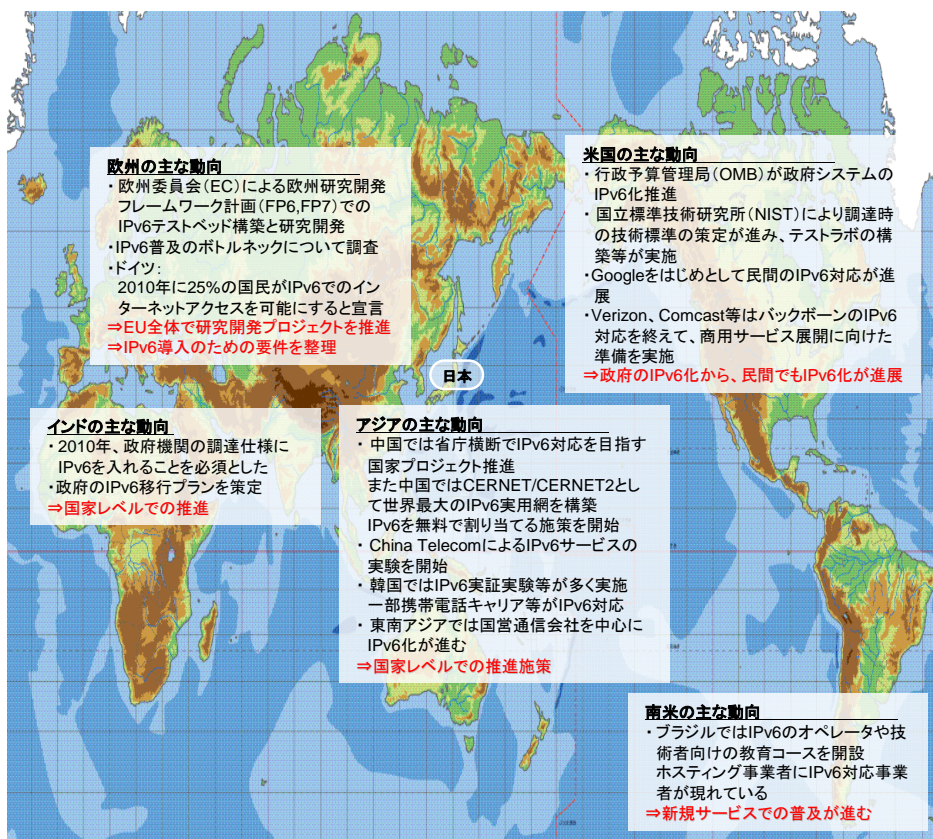 欧州の主な動向
・ 欧州委員会(EC)による欧州研究開発
フレームワーク計画(FP6,FP7)での
IPv6テストベッド構築と研究開発
・IPv6普及のボトルネックについて調査
・ドイツ:
2010年に25%の国民がIPv6でのイン
ターネットアクセスを可能にすると宣言
⇒EU全体で研究開発プロジェクトを推進
⇒IPv6導入のための要件を整理
米国の主な動向
・ 行政予算管理局(OMB)が政府システムの
IPv6化推進
・ 国立標準技術研究所(NIST)により調達時
の技術標準の策定が進み、テストラボの構
築等が実施
・Googleをはじめとして民間のIPv6対応が進
展
・Verizon、Comcast等はバックボーンのIPv6
対応を終えて、商用サービス展開に向けた
準備を実施
⇒政府のIPv6化から、民間でもIPv6化が進展
日本
インドの主な動向
・ 2010年、政府機関の調達仕様に
IPv6を入れることを必須とした
・ 政府のIPv6移行プランを策定
⇒国家レベルでの推進
アジアの主な動向
・ 中国では省庁横断でIPv6対応を目指す
国家プロジェクト推進
また中国ではCERNET/CERNET2とし
て世界最大のIPv6実用網を構築
IPv6を無料で割り当てる施策を開始
・ China TelecomによるIPv6サービスの
実験を開始
・ 韓国ではIPv6実証実験等が多く実施
一部携帯電話キャリア等がIPv6対応
・ 東南アジアでは国営通信会社を中心に
IPv6化が進む
⇒国家レベルでの推進施策
南米の主な動向
・ ブラジルではIPv6のオペレータや技
術者向けの教育コースを開設
ホスティング事業者にIPv6対応事業
者が現れている
⇒新規サービスでの普及が進む